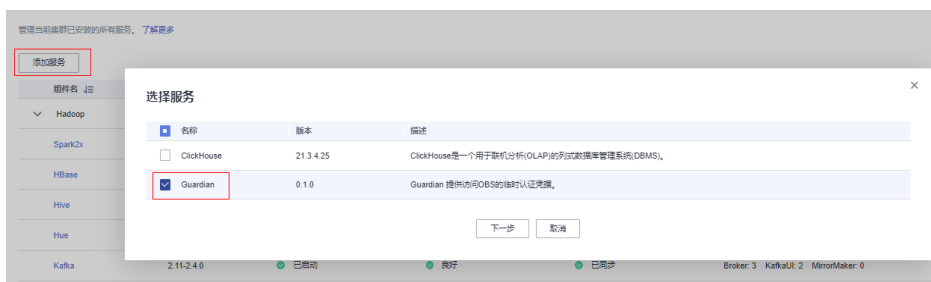 管理当前集群已安装的所有服务。 了解更多
添加服务
组件名
选择服务
Hadoop
名称 版本 描述
Spark2x
ClickHouse 21.3.4.25 ClickHouse是一个用于联机分析(OLAP)的列式数据库管理系统(DBMS)。
HBase
Guardian 0.1.0 Guardian 提供访问OBS的临时认证凭据。
Hive
Hue
下一步 取消
Kafka 2.11-2.4.0 已启动 良好 已同步 Broker: 3 KafkaUI: 2 MirrorMaker: 0